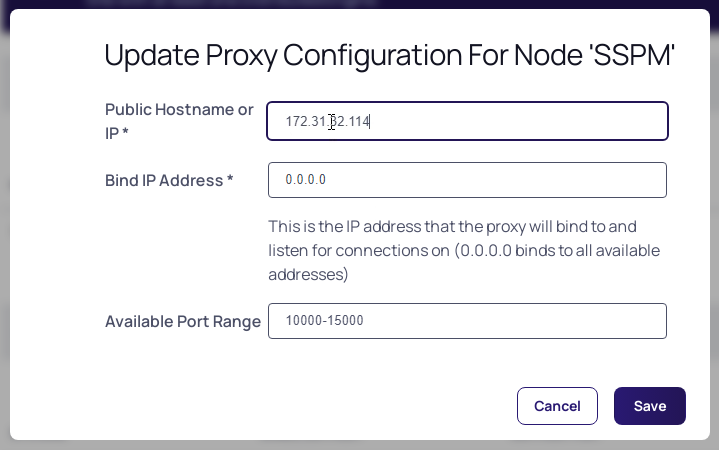 Update Proxy Configuration For Node 'SSPM'
Public Hostname or
IP *
172.31.32.114
Bind IP Address *
0.0.0.0
This is the IP address that the proxy will bind to and
listen for connections on (0.0.0.0 binds to all available
addresses)
Available Port Range
10000-15000
Cancel
Save